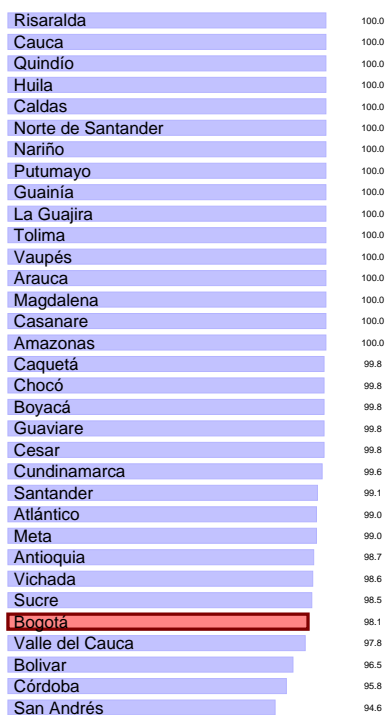 Risaralda 100.0
Cauca 100.0
Quindío 100.0
Huila 100.0
Caldas 100.0
Norte de Santander 100.0
Nariño 100.0
Putumayo 100.0
Guainía 100.0
La Guajira 100.0
Tolima 100.0
Vaupés 100.0
Arauca 100.0
Magdalena 100.0
Casanare 100.0
Amazonas 100.0
Caquetá 99.8
Chocó 99.8
Boyacá 99.8
Guaviare 99.8
Cesar 99.8
Cundinamarca 99.6
Santander 99.1
Atlántico 99.0
Meta 99.0
Antioquia 98.7
Vichada 98.6
Sucre 98.5
Bogotá 98.1
Valle del Cauca 97.8
Bolivar 96.5
Córdoba 95.8
San Andrés 94.6